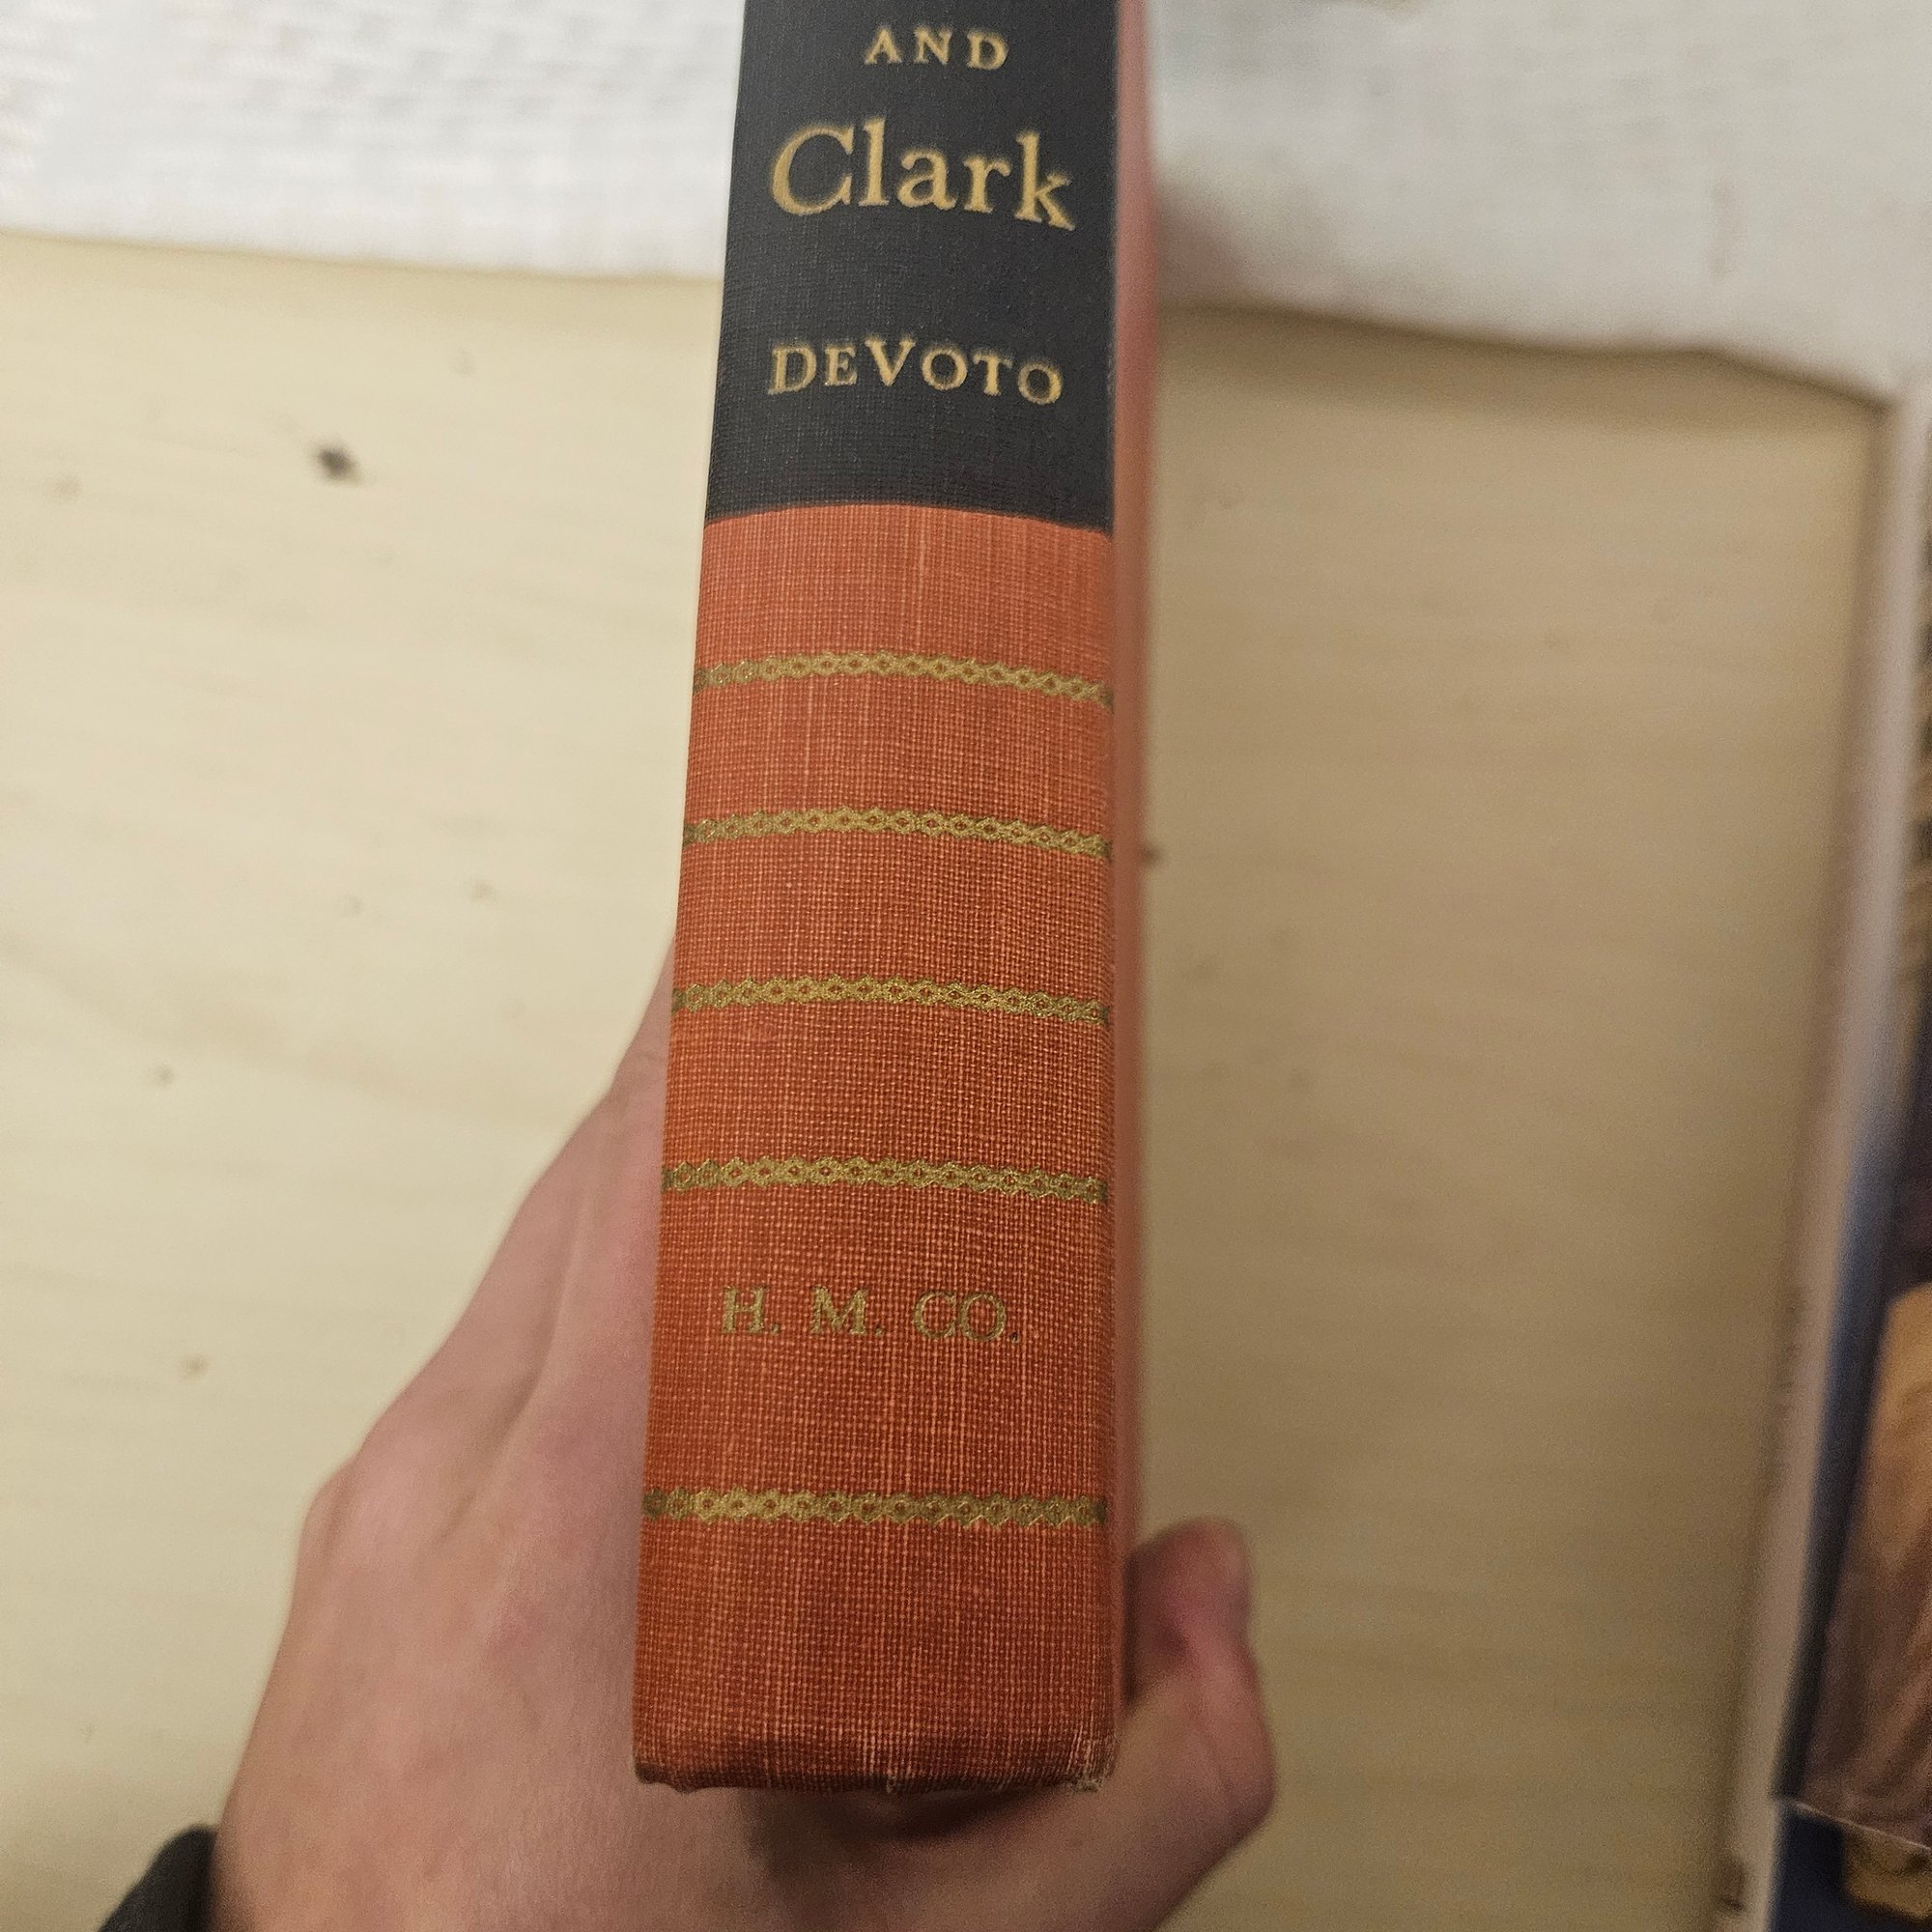 AND
Clark
DEVOTO
H. M. CO.